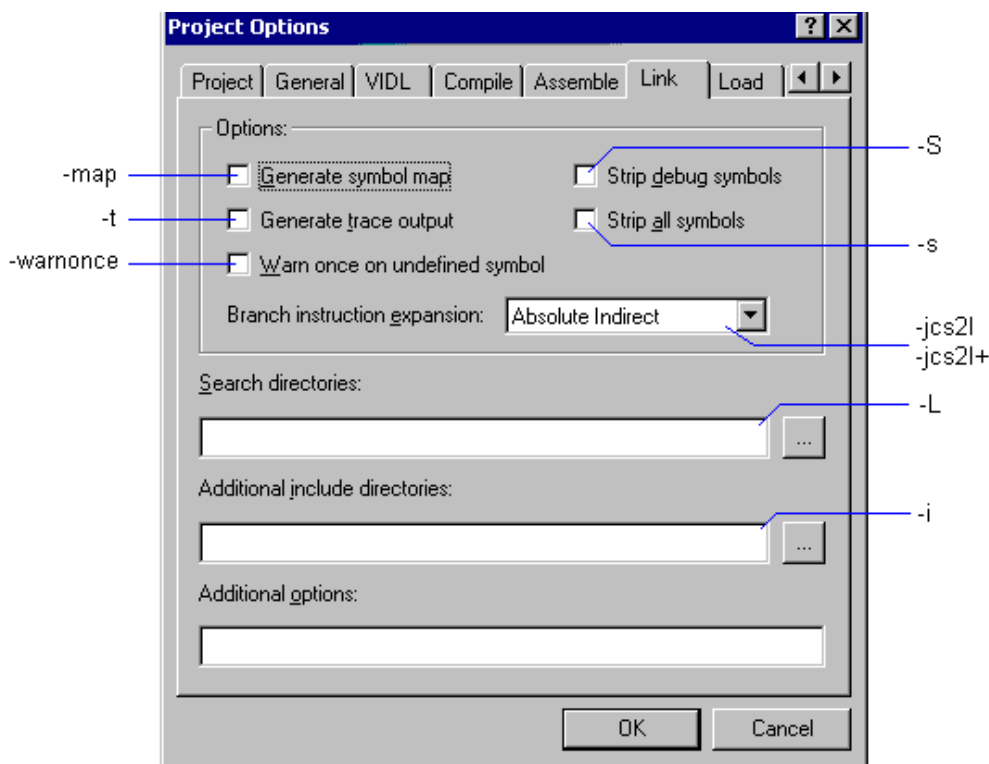 Project Options
Project General VIDL Compile Assemble Link Load
Options:
-S
-map Generate symbol map Strip debug symbols
-t Generate trace output Strip all symbols
-s
-warnonce Warn once on undefined symbol
Branch instruction expansion: Absolute Indirect
-jcs2l
-jcs2l+
Search directories:
-L
...
Additional include directories:
-i
...
Additional options:
OK Cancel